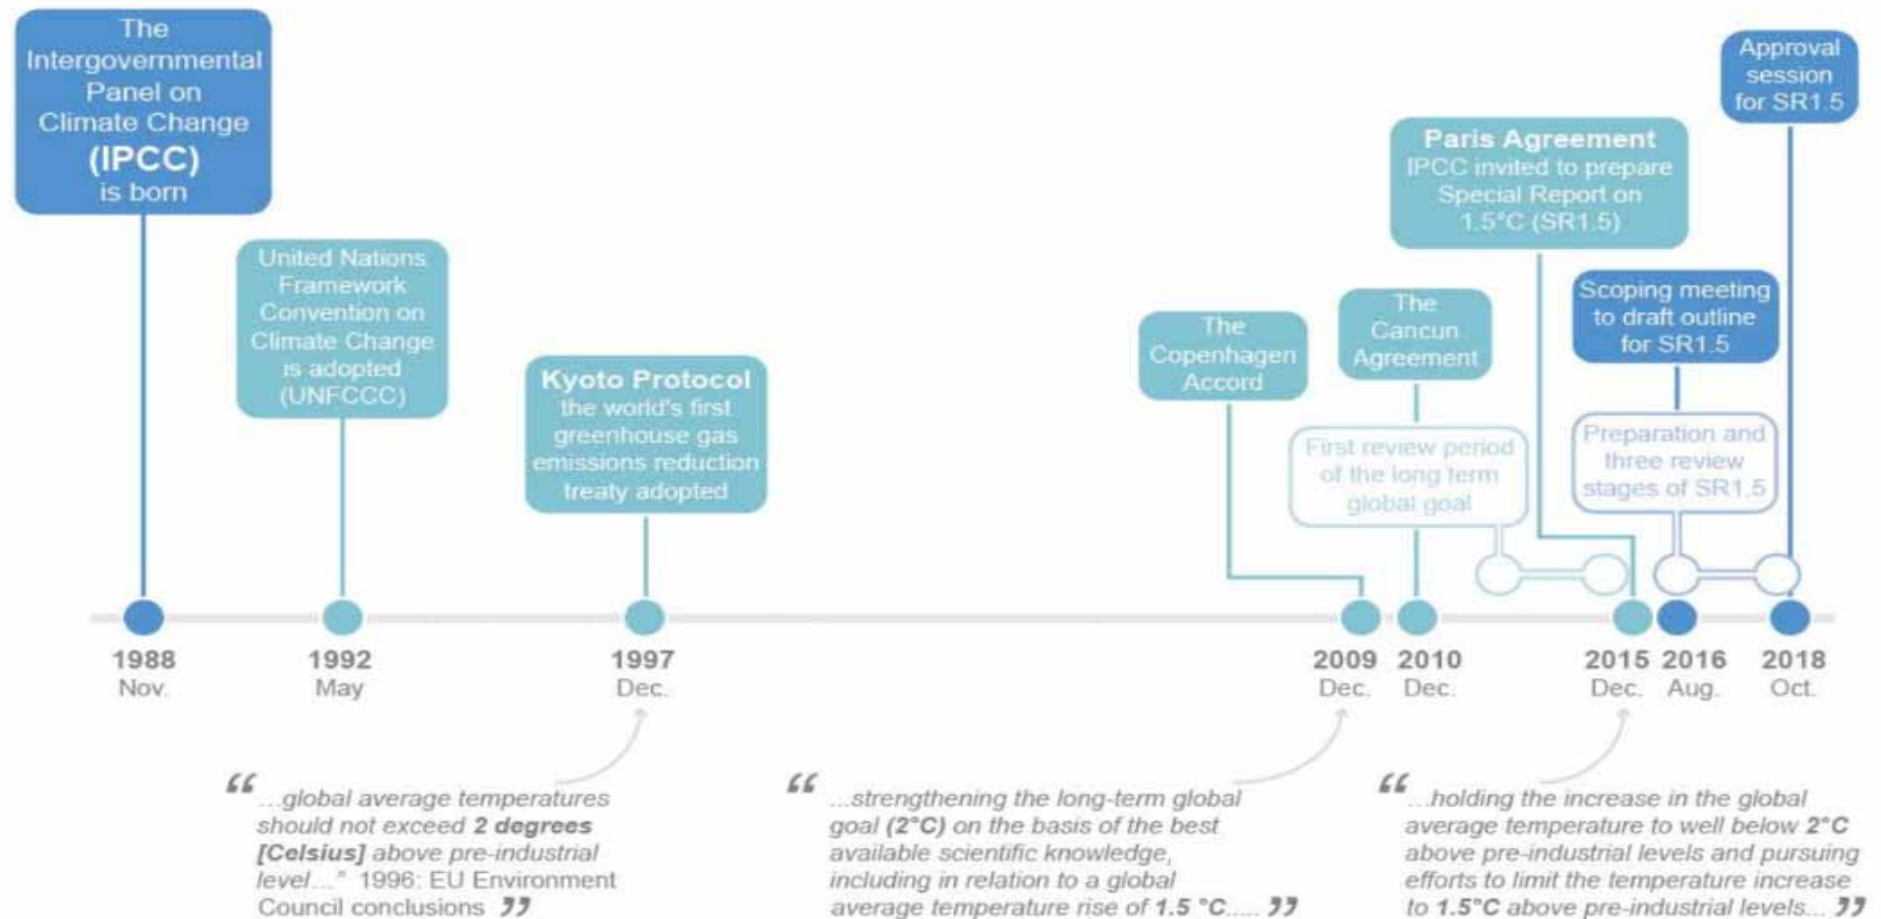 The
Intergovernmental
Panel on
Climate Change
(IPCC)
is born
United Nations
Framework
Convention on
Climate Change
is adopted
(UNFCCC)
Kyoto Protocol
the world's first
greenhouse gas
emissions reduction
treaty adopted
The
Copenhagen
Accord
The
Cancun
Agreement
First review period
of the long term
global goal
Paris Agreement
IPCC invited to prepare
Special Report on
1.5°C (SR1.5)
Scoping meeting
to draft outline
for SR1.5
Preparation and
three review
stages of SR1.5
Approval
session
for SR1.5
1988
Nov.
1992
May
1997
Dec.
2009
Dec.
2010
Dec.
2015
Dec.
2016
Aug.
2018
Oct.
“ ...global average temperatures
should not exceed 2 degrees
[Celsius] above pre-industrial
level...” 1996: EU Environment
Council conclusions ”
“ ...strengthening the long-term global
goal (2°C) on the basis of the best
available scientific knowledge,
including in relation to a global
average temperature rise of 1.5 °C..... ”
“ ...holding the increase in the global
average temperature to well below 2°C
above pre-industrial levels and pursuing
efforts to limit the temperature increase
to 1.5°C above pre-industrial levels... ”